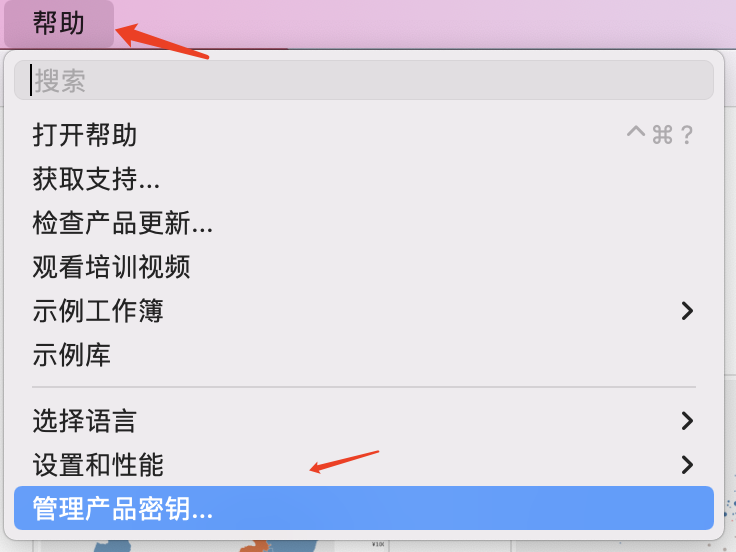 帮助
搜索
打开帮助 ^⌘?
获取支持...
检查产品更新...
观看培训视频
示例工作簿
示例库
选择语言
设置和性能
管理产品密钥...